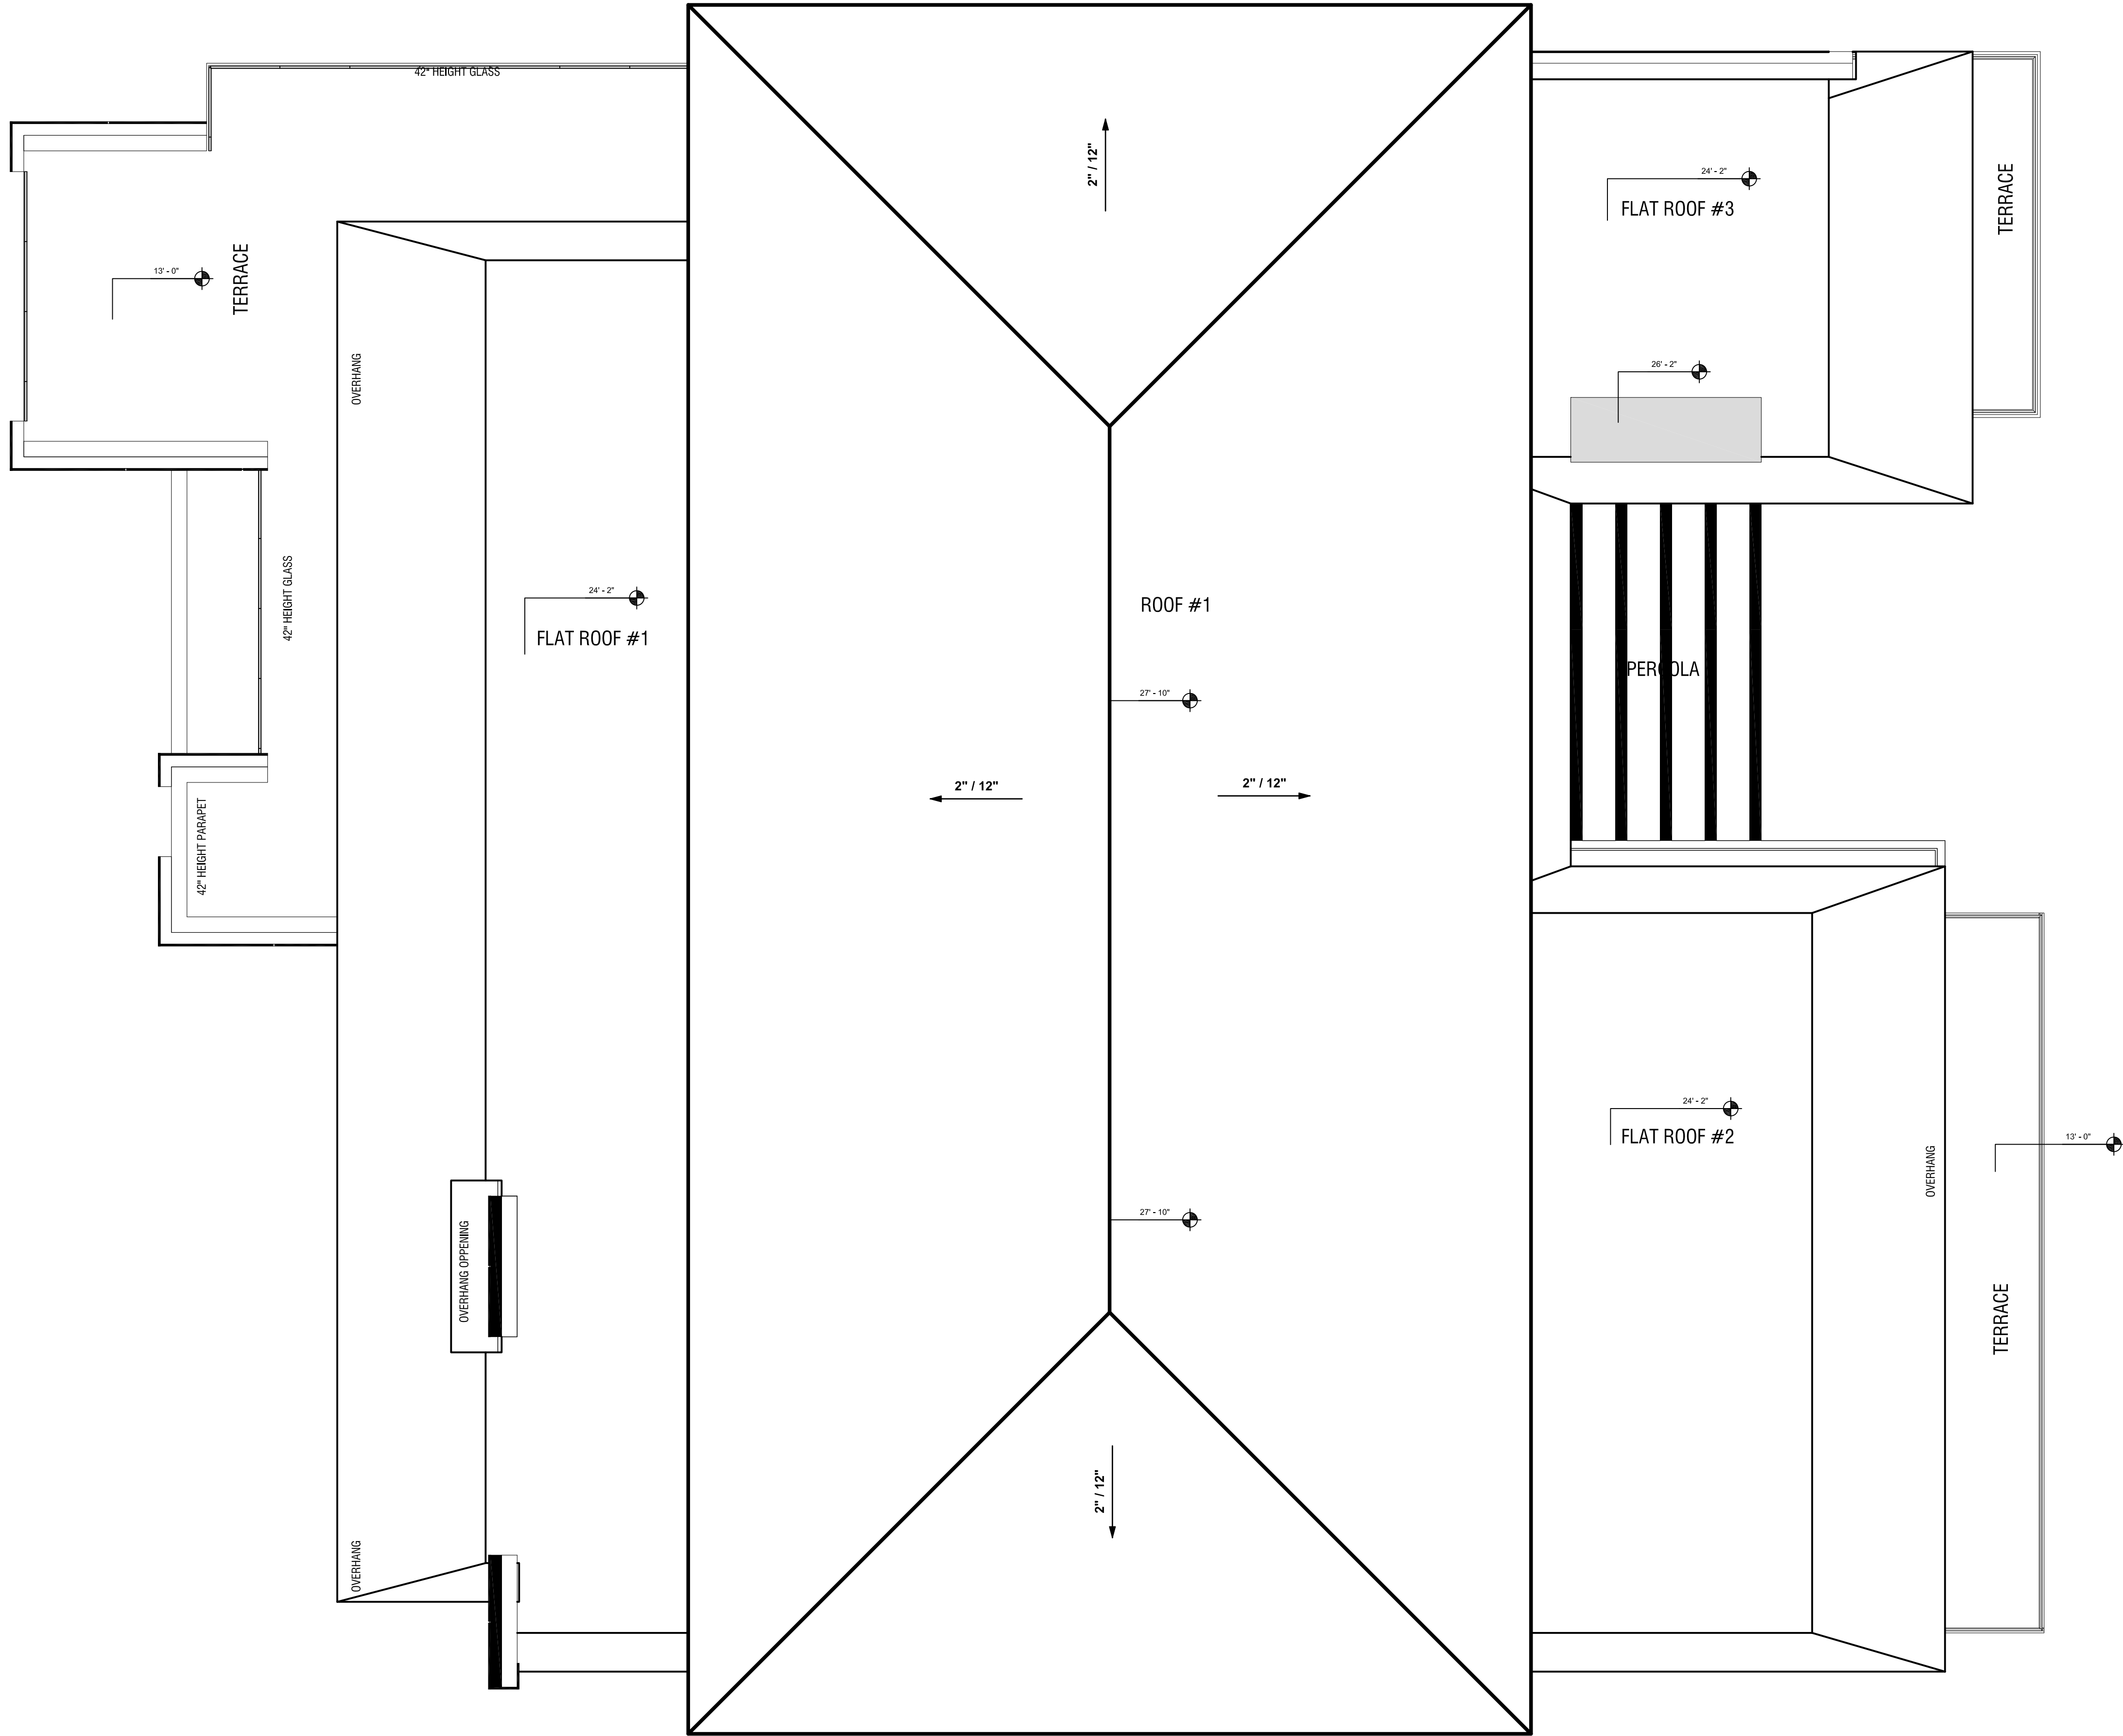 42" HEIGHT GLASS
2" / 12"
24' - 2"
FLAT ROOF #3
TERRACE
13' - 0"
TERRACE
OVERHANG
26' - 2"
42" HEIGHT GLASS
24' - 2"
FLAT ROOF #1
ROOF #1
PERGOLA
27' - 10"
2" / 12"
2" / 12"
42" HEIGHT PARAPET
24' - 2"
FLAT ROOF #2
13' - 0"
OVERHANG
27' - 10"
OVERHANG OPPENING
TERRACE
2" / 12"
OVERHANG